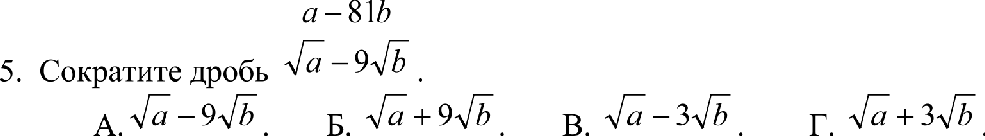 a − 81b
5. Сократите дробь √a − 9√b .
А. √a − 9√b . Б. √a + 9√b . В. √a − 3√b . Г. √a + 3√b .